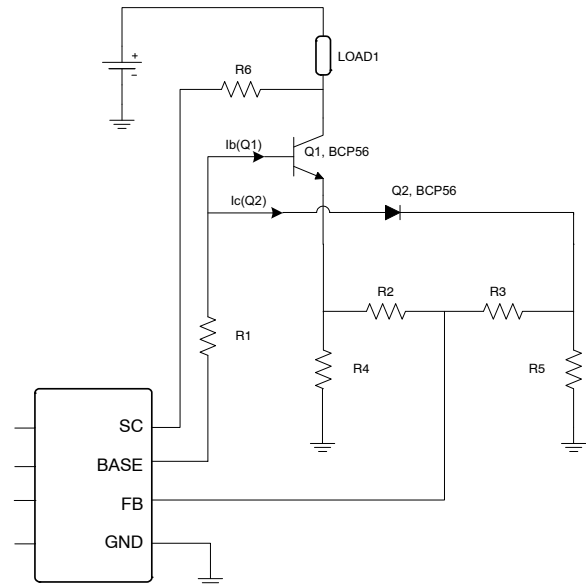 +
−
LOAD1
R6
Ib(Q1)
Q1, BCP56
Q2, BCP56
Ic(Q2)
R2
R3
R1
R4
R5
SC
BASE
FB
GND